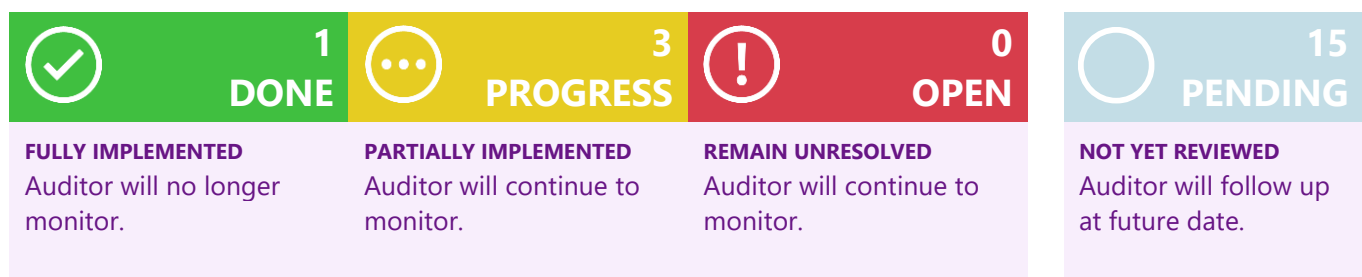 1
DONE
FULLY IMPLEMENTED
Auditor will no longer
monitor.
3
PROGRESS
PARTIALLY IMPLEMENTED
Auditor will continue to
monitor.
0
OPEN
REMAIN UNRESOLVED
Auditor will continue to
monitor.
15
PENDING
NOT YET REVIEWED
Auditor will follow up
at future date.